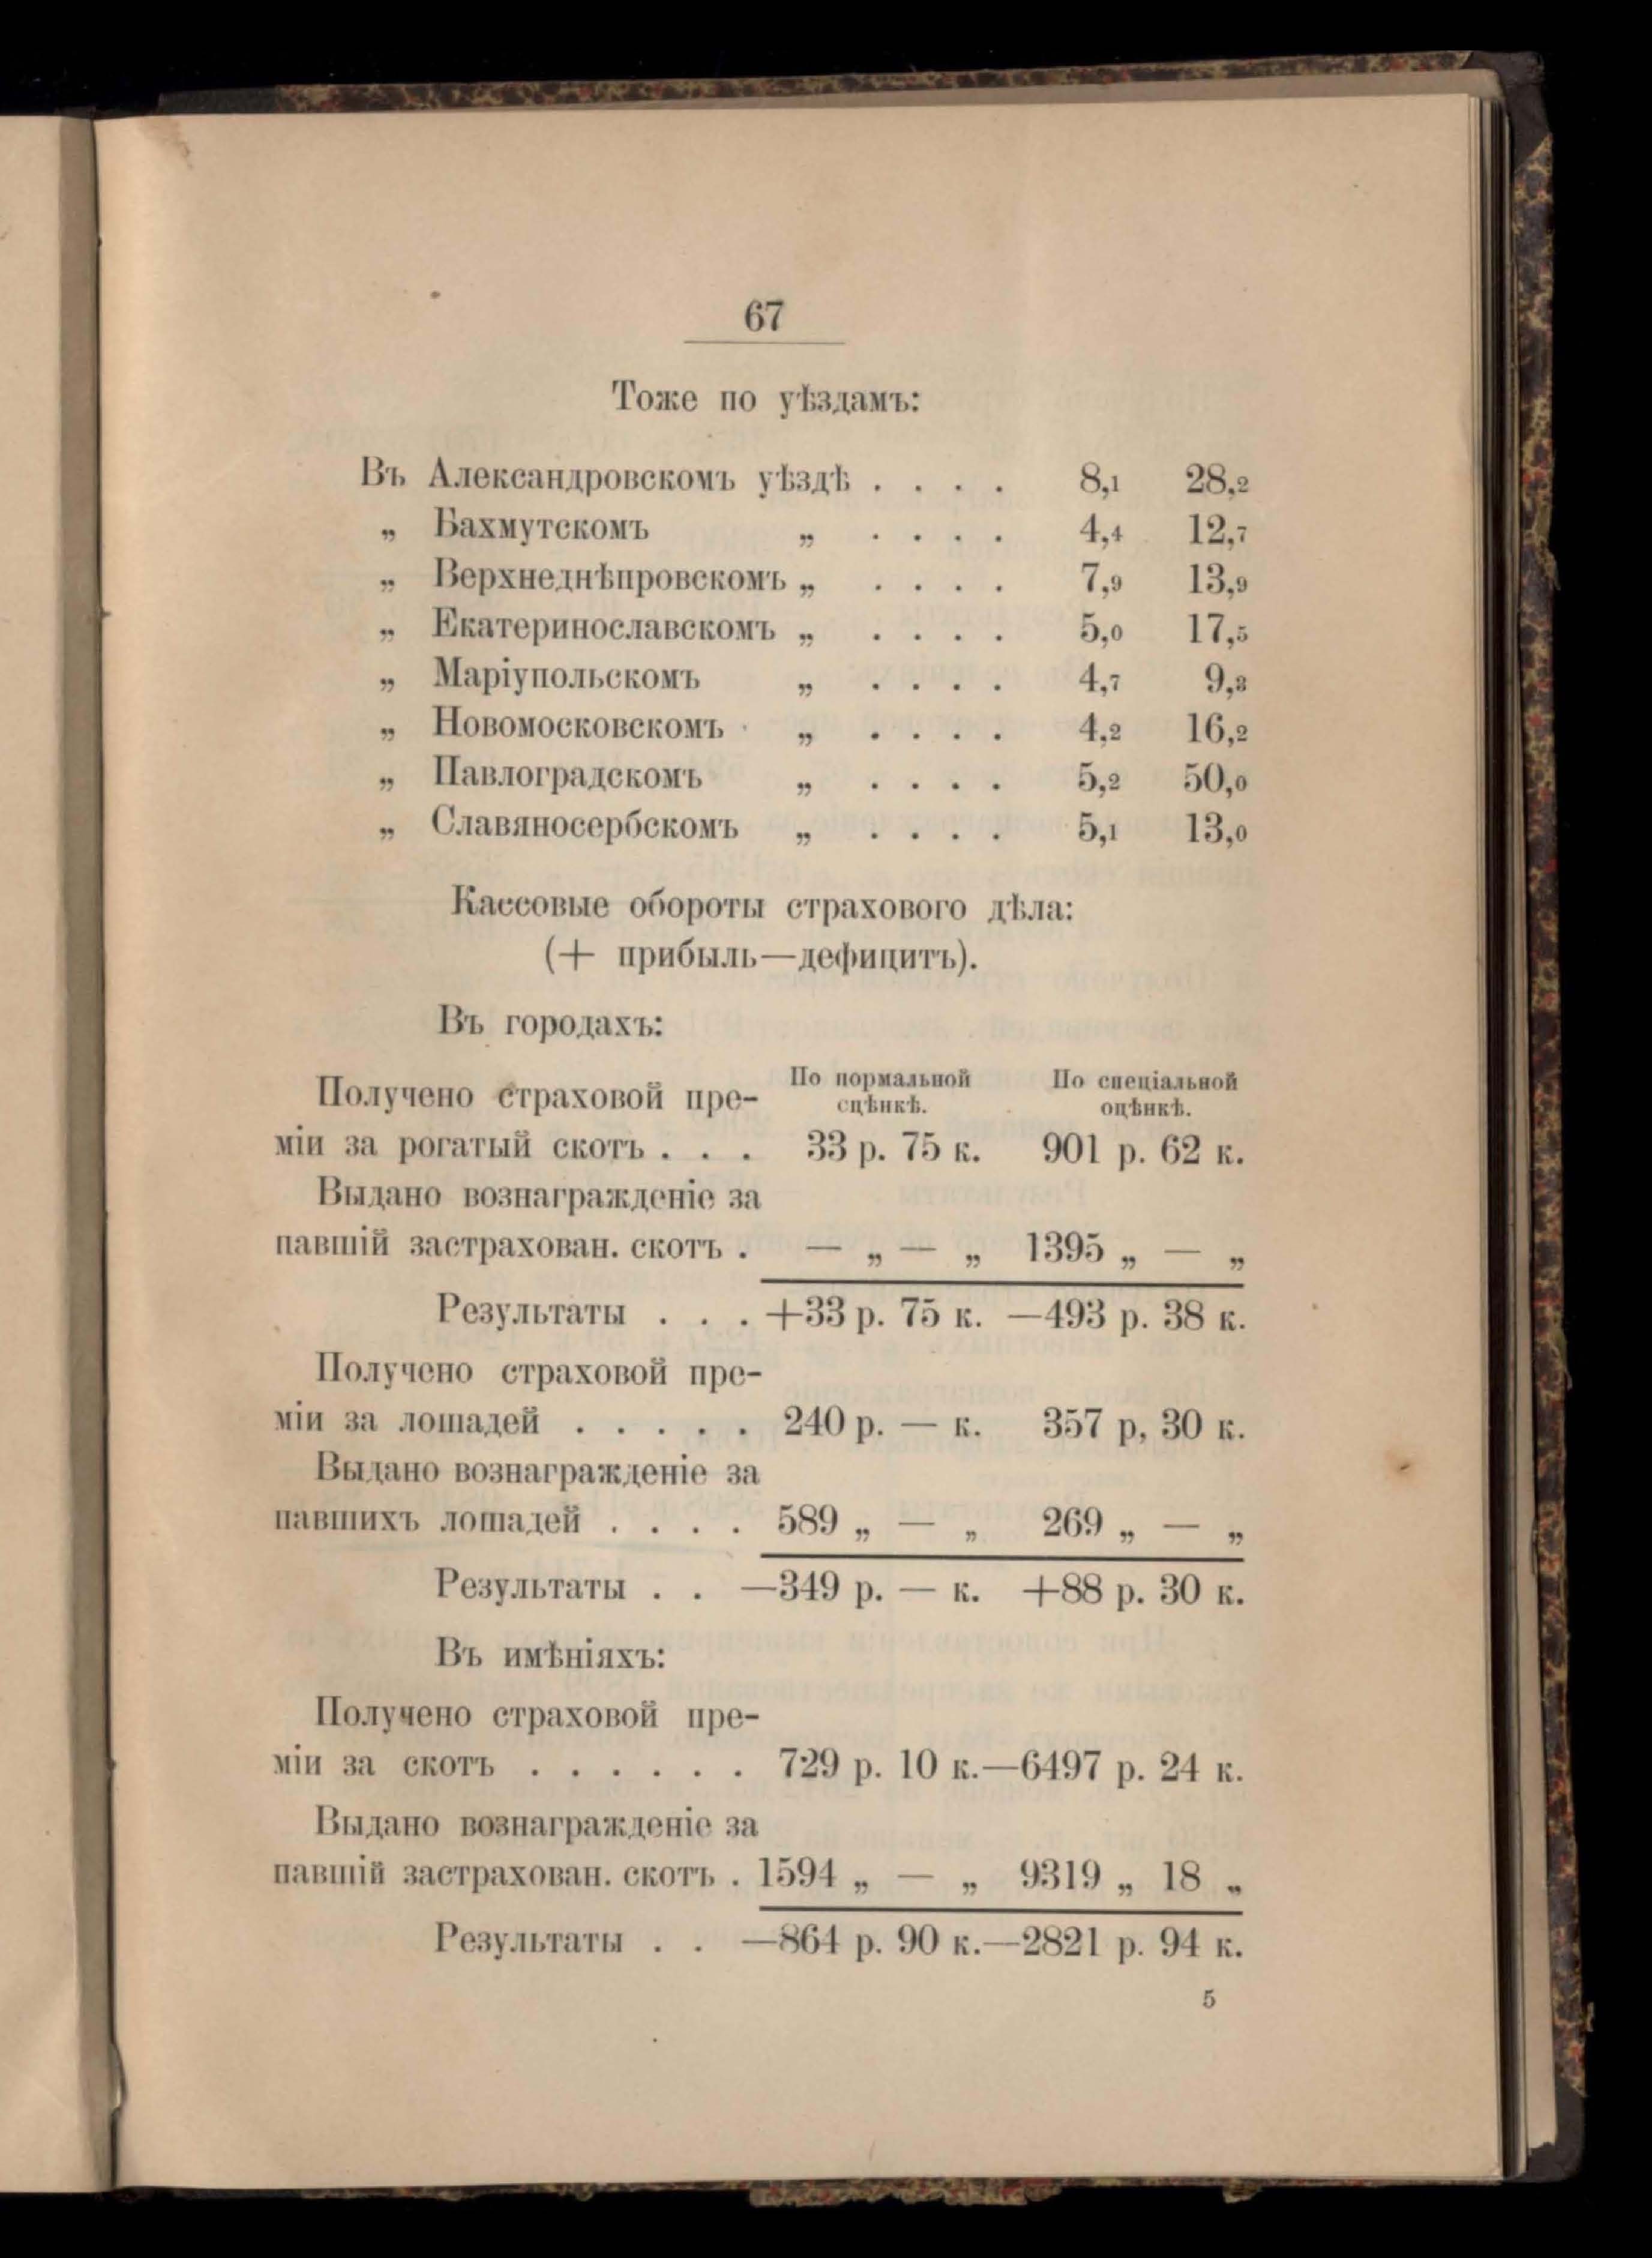 67
Тоже по уѣздамъ:
Въ Александровскомъ уѣздѣ . . . . 8,1 28,2
„ Бахмутскомъ „ . . . . 4,4 12,7
„ Верхнеднѣпровскомъ „ . . . . 7,9 13,9
„ Екатеринославскомъ „ . . . . 5,0 17,5
„ Маріупольскомъ „ . . . . 4,7 9,3
„ Новомосковскомъ „ . . . . 4,2 16,2
„ Павлоградскомъ „ . . . . 5,2 50,0
„ Славяносербскомъ „ . . . . 5,1 13,0
Кассовые обороты страхового дѣла:
(+ прибыль—дефицитъ).
Въ городахъ:
По нормальной По спеціальной
оцѣнкѣ. оцѣнкѣ.
Получено страховой пре-
міи за рогатый скотъ . . . 33 р. 75 к. 901 р. 62 к.
Выдано вознагражденіе за
павшій застрахован. скотъ . — „ — „ 1395 „ — „
Результаты . . . +33 р. 75 к. —493 р. 38 к.
Получено страховой пре-
міи за лошадей . . . . . 240 р. — к. 357 р, 30 к.
Выдано вознагражденіе за
павшихъ лошадей . . . . 589 „ — „ 269 „ — „
Результаты . . —349 р. — к. +88 р. 30 к.
Въ имѣніяхъ:
Получено страховой пре-
міи за скотъ . . . . . . 729 р. 10 к.—6497 р. 24 к.
Выдано вознагражденіе за
павшій застрахован. скотъ . 1594 „ — „ 9319 „ 18 „
Результаты . . —864 р. 90 к.—2821 р. 94 к.
5